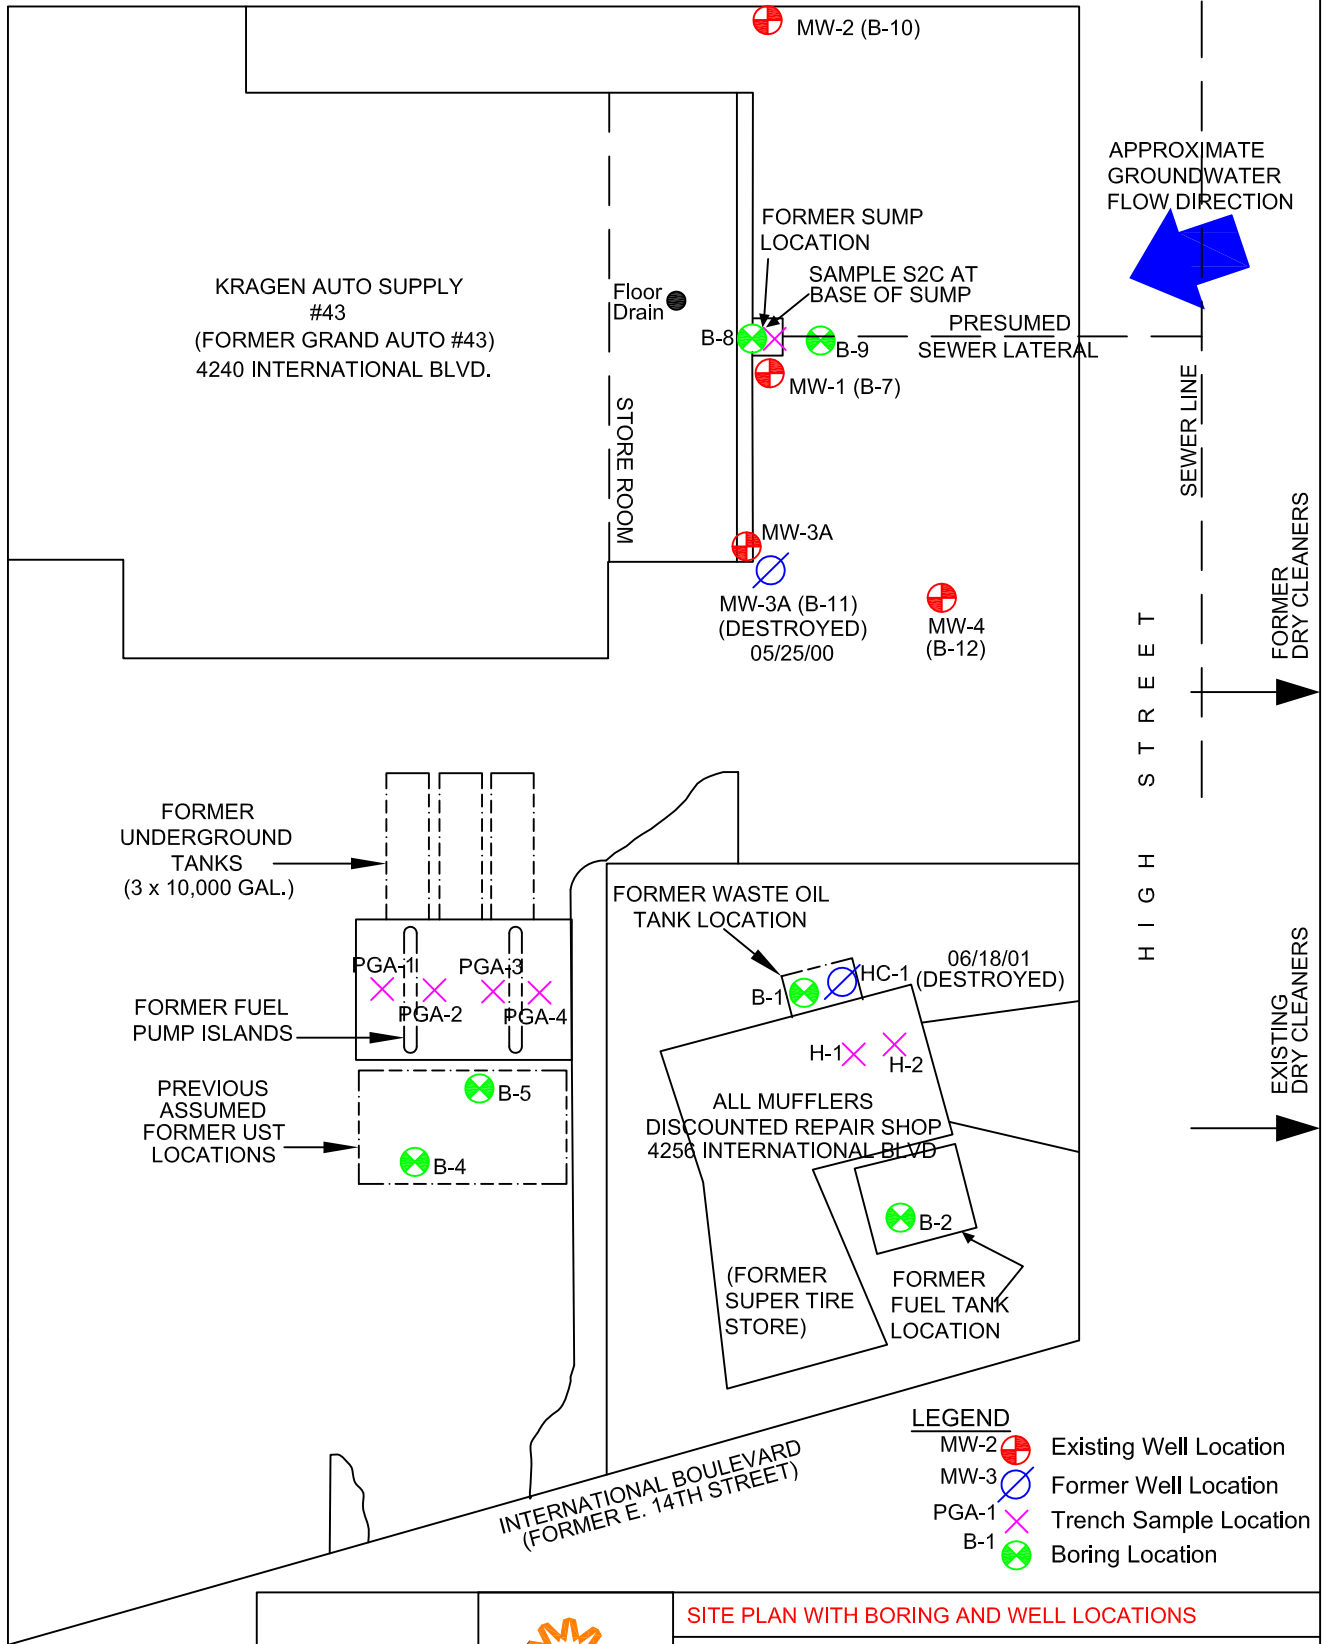 MW-2 (B-10)
APPROXIMATE
GROUNDWATER
FLOW DIRECTION
FORMER SUMP
LOCATION
SAMPLE S2C AT
BASE OF SUMP
KRAGEN AUTO SUPPLY
#43
(FORMER GRAND AUTO #43)
4240 INTERNATIONAL BLVD.
Floor
Drain
B-8
B-9
PRESUMED
SEWER LATERAL
MW-1 (B-7)
STORE ROOM
SEWER LINE
MW-3A
MW-3A (B-11)
(DESTROYED)
05/25/00
MW-4
(B-12)
FORMER
DRY CLEANERS
HIGH STREET
FORMER
UNDERGROUND
TANKS
(3 x 10,000 GAL.)
FORMER WASTE OIL
TANK LOCATION
PGA-1
PGA-2
PGA-3
PGA-4
B-1
HC-1
06/18/01
(DESTROYED)
FORMER FUEL
PUMP ISLANDS
H-1
H-2
EXISTING
DRY CLEANERS
PREVIOUS
ASSUMED
FORMER UST
LOCATIONS
B-5
B-4
ALL MUFFLERS
DISCOUNTED REPAIR SHOP
4256 INTERNATIONAL BLVD
B-2
(FORMER
SUPER TIRE
STORE)
FORMER
FUEL TANK
LOCATION
INTERNATIONAL BOULEVARD
(FORMER E. 14TH STREET)
LEGEND
MW-2 Existing Well Location
MW-3 Former Well Location
PGA-1 Trench Sample Location
B-1 Boring Location
SITE PLAN WITH BORING AND WELL LOCATIONS